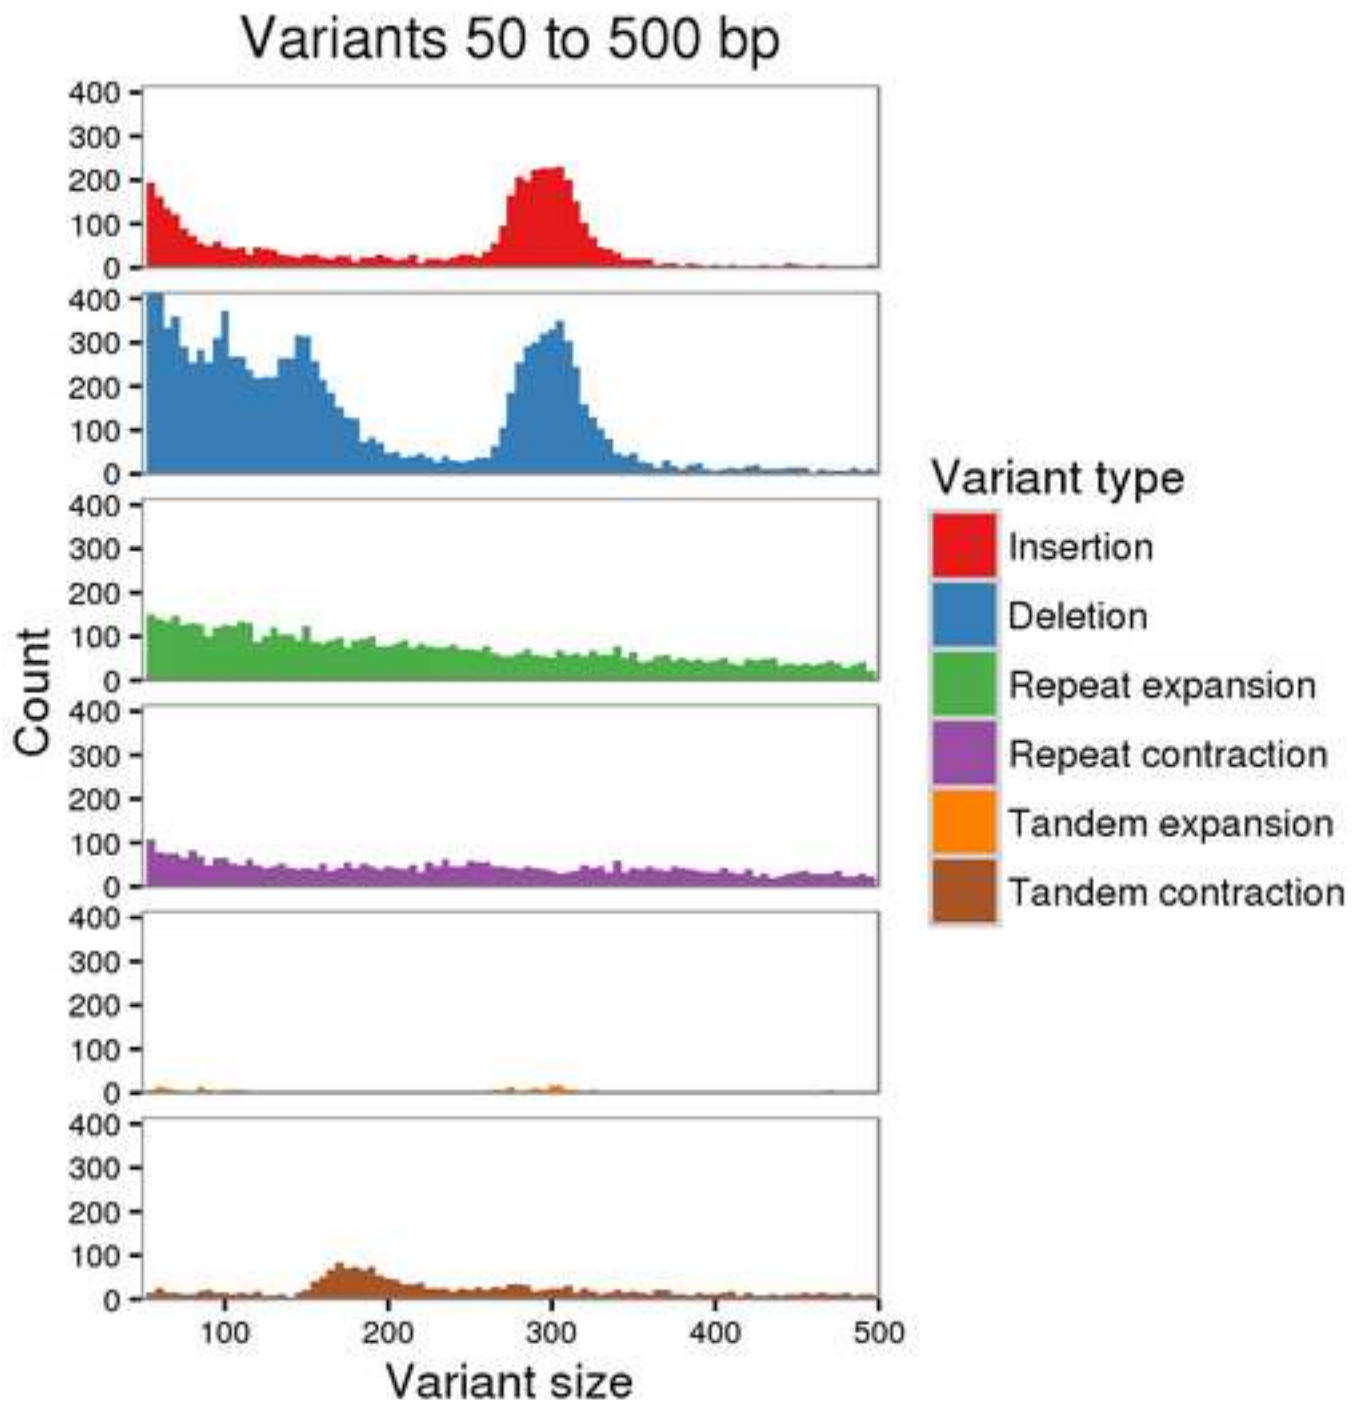 Variants 50 to 500 bp
400
300
200
100
0
400
300
200
100
0
400
300
200
100
0
400
300
200
100
0
400
300
200
100
0
400
300
200
100
0
Count
100 200 300 400 500
Variant size
Variant type
Insertion
Deletion
Repeat expansion
Repeat contraction
Tandem expansion
Tandem contraction